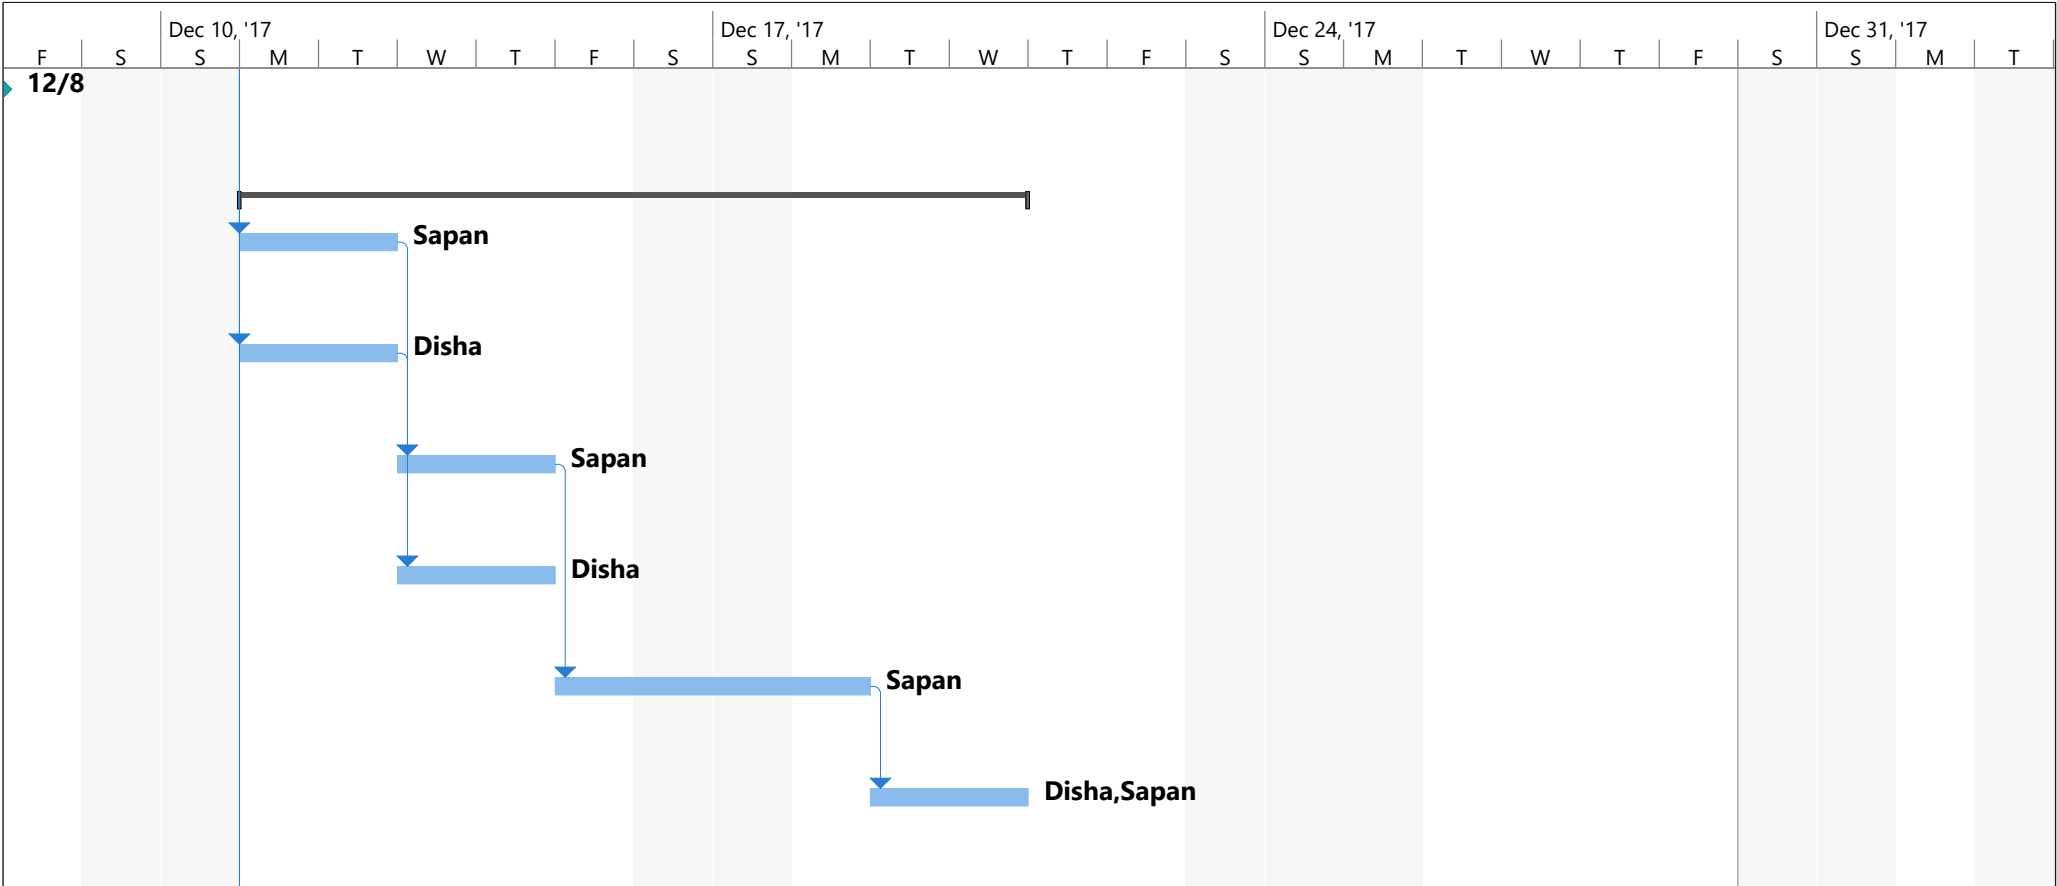 Dec 10, '17 Dec 17, '17 Dec 24, '17 Dec 31, '17
F S S M T W T F S S M T W T F S S M T W T F S S M T
12/8
Sapan
Disha
Sapan
Disha
Sapan
Disha,Sapan